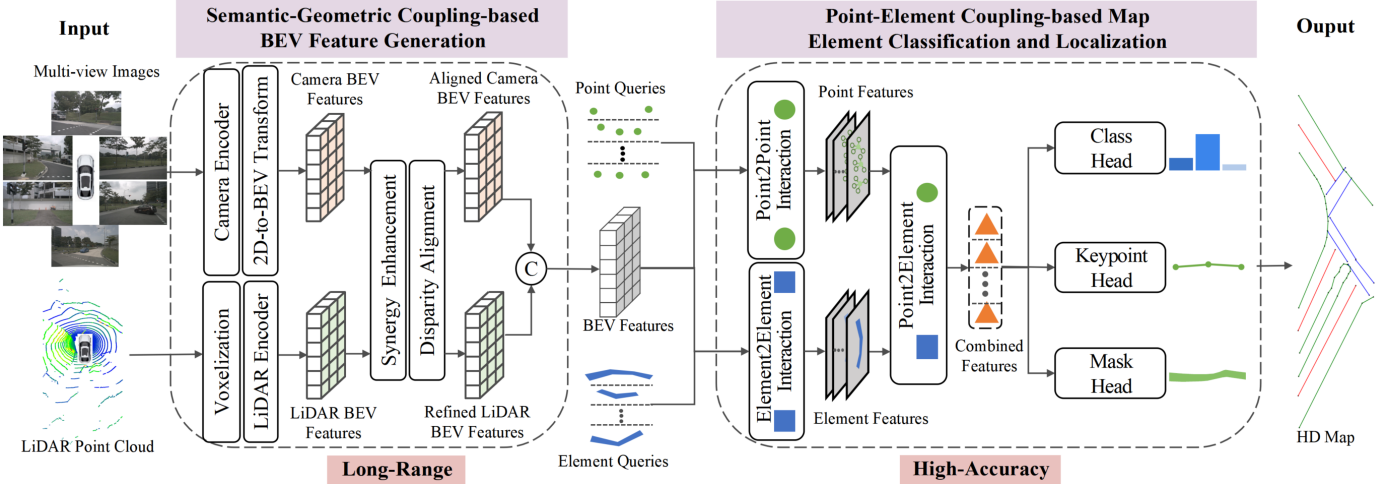 Input
Multi-view Images
LiDAR Point Cloud
Semantic-Geometric Coupling-based
BEV Feature Generation
Camera Encoder
2D-to-BEV Transform
Camera BEV
Features
Aligned Camera
BEV Features
Synergy Enhancement
Disparity Alignment
Voxelization
LiDAR Encoder
LiDAR BEV
Features
Refined LiDAR
BEV Features
C
Long-Range
Point Queries
BEV Features
Element Queries
Point-Element Coupling-based Map
Element Classification and Localization
Point2Point
Interaction
Point Features
Element2Element
Interaction
Element Features
Point2Element
Interaction
Combined
Features
Class
Head
Keypoint
Head
Mask
Head
High-Accuracy
Ouput
HD Map